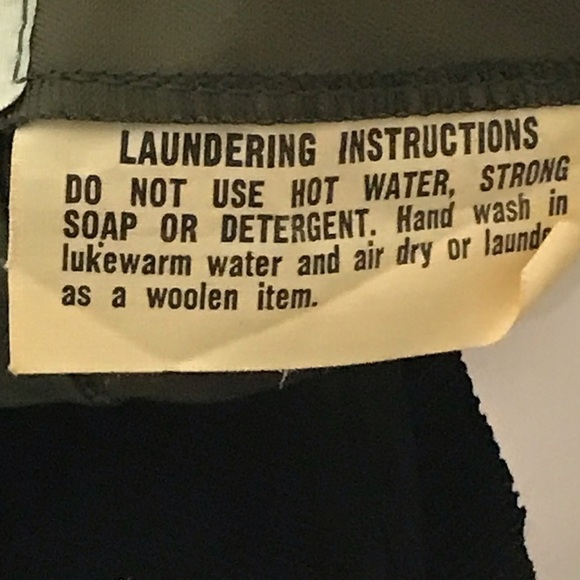 LAUNDERING INSTRUCTIONS
DO NOT USE HOT WATER, STRONG
SOAP OR DETERGENT. Hand wash in
lukewarm water and air dry or
as a woolen item.